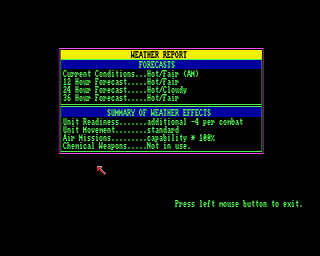 WEATHER REPORT
FORECASTS
Current Conditions...Hot/Fair (AM)
12 Hour Forecast.....Hot/Fair
24 Hour Forecast.....Hot/Cloudy
36 Hour Forecast.....Hot/Fair
SUMMARY OF WEATHER EFFECTS
Unit Readiness.......additional -4 per combat
Unit Movement........standard
Air Missions.........capability * 100%
Chemical Weapons.....Not in use.
Press left mouse button to exit.